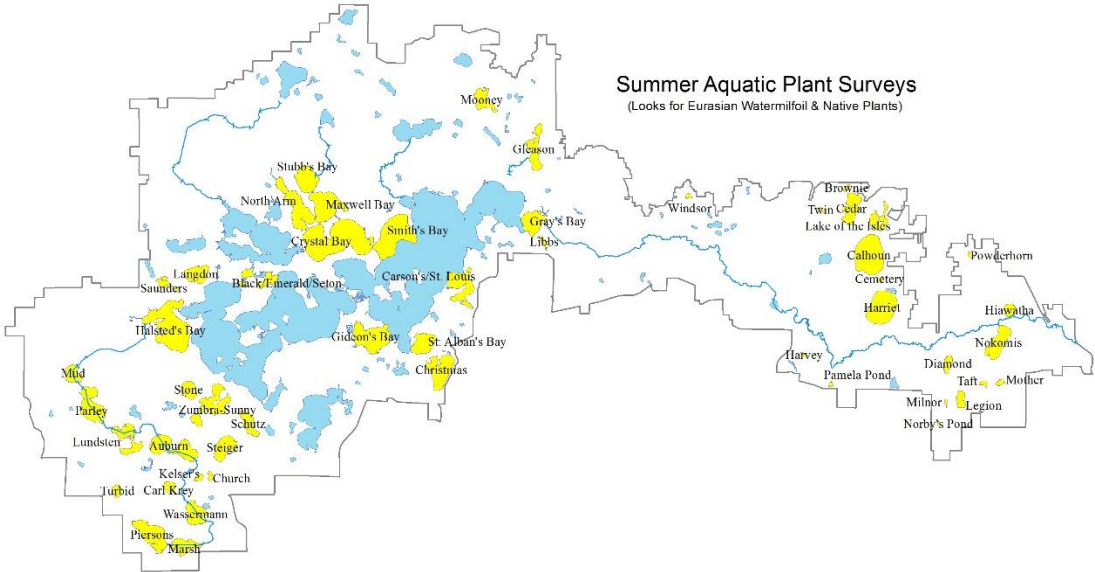 Summer Aquatic Plant Surveys
(Looks for Eurasian Watermilfoil & Native Plants)
Mooney
Gleason
Stubb's Bay
North Arm
Maxwell Bay
Smith's Bay
Crystal Bay
Gray's Bay
Libbs
Windsor
Brownie
Twin
Cedar
Lake of the Isles
Calhoun
Powderhorn
Cemetery
Langdon
Saunders
Black/Emerald/Seton
Carson's/St. Louis
Harriet
Hiawatha
Halsted's Bay
Gideon's Bay
St. Alban's Bay
Nokomis
Christmas
Harvey
Diamond
Mud
Pamela Pond
Taft
Mother
Stone
Parley
Zumbra-Sunny
Schutz
Milnor
Legion
Norby's Pond
Lundsten
Auburn
Steiger
Kelser's
Church
Turbid
Carl Krey
Wassermann
Piersons
Marsh